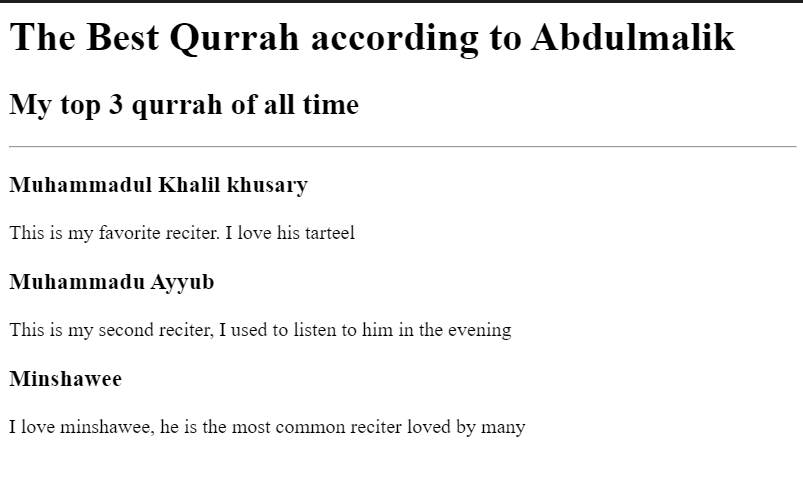 The Best Qurrah according to Abdulmalik
My top 3 qurrah of all time
Muhammadul Khalil khusary
This is my favorite reciter. I love his tarteel
Muhammadu Ayyub
This is my second reciter, I used to listen to him in the evening
Minshawee
I love minshawee, he is the most common reciter loved by many